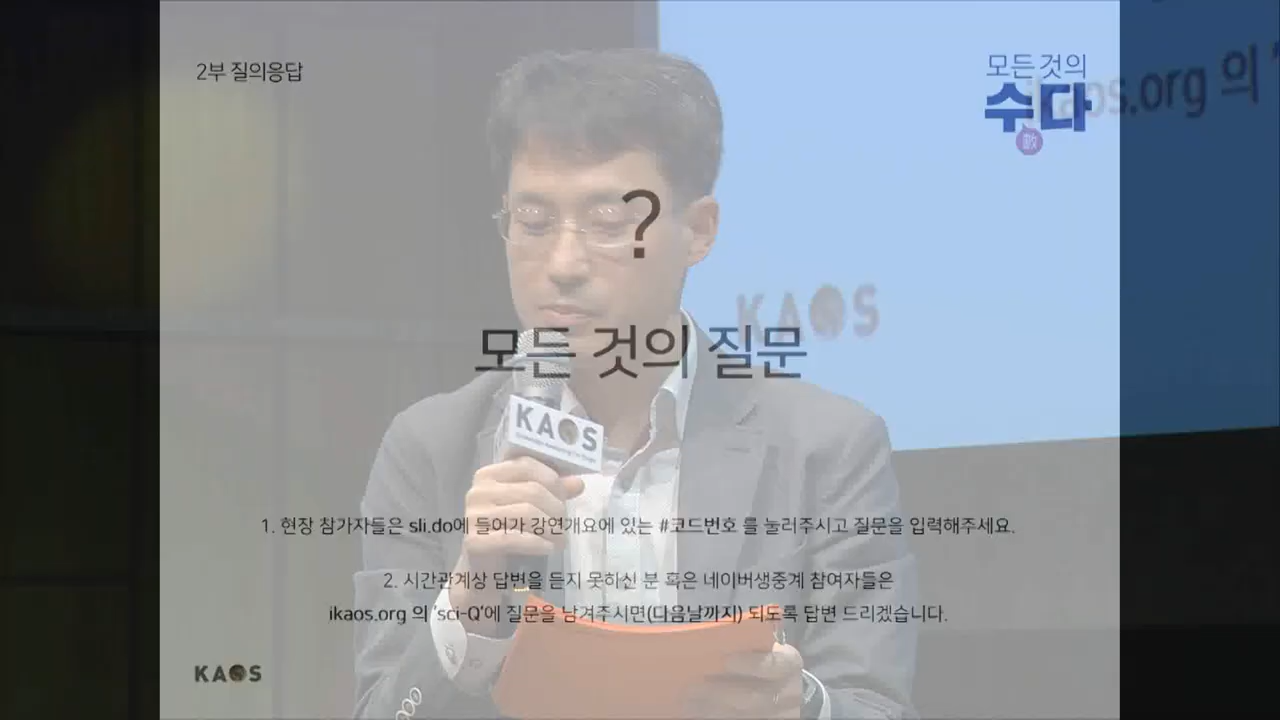 2부 질의응답
모든 것의
수다
數
ikaos.org 의
?
KAOS
모든 것의 질문
KAOS
1. 현장 참가자들은 sli.do에 들어가 강연개요에 있는 #코드번호 를 눌러주시고 질문을 입력해주세요.
2. 시간관계상 답변을 듣지 못하신 분 혹은 네이버생중계 참여자들은
ikaos.org 의 'sci-Q'에 질문을 남겨주시면(다음날까지) 되도록 답변 드리겠습니다.
KAOS